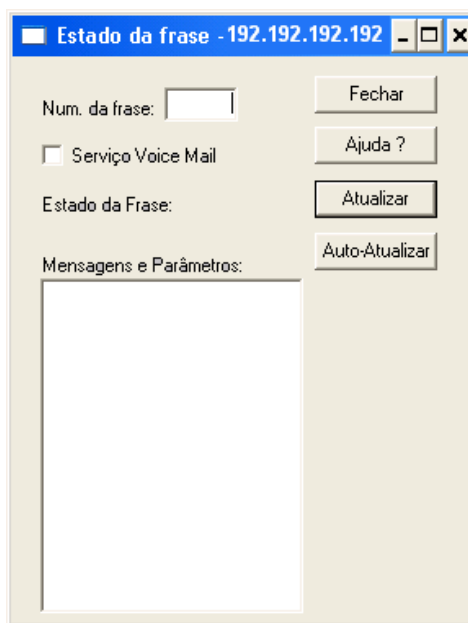 Estado da frase - 192.192.192.192
Num. da frase:
Fechar
Serviço Voice Mail
Ajuda ?
Estado da Frase:
Atualizar
Auto-Atualizar
Mensagens e Parâmetros: